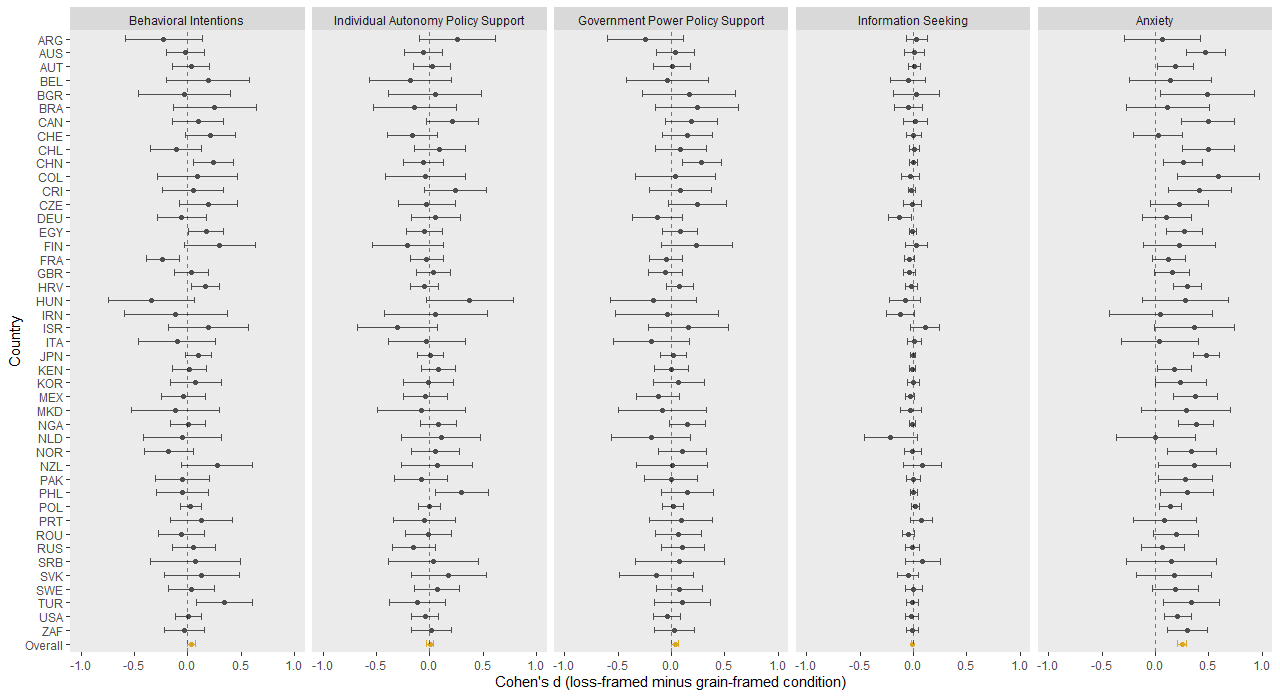 Behavioral Intentions
Individual Autonomy Policy Support
Government Power Policy Support
Information Seeking
Anxiety
Country
ARG
AUS
AUT
BEL
BGR
BRA
CAN
CHE
CHL
CHN
COL
CRI
CZE
DEU
EGY
FIN
FRA
GBR
HRV
HUN
IRN
ISR
ITA
JPN
KEN
KOR
MEX
MKD
NGA
NLD
NOR
NZL
PAK
PHL
POL
PRT
ROU
RUS
SRB
SVK
SWE
TUR
USA
ZAF
Overall
-1.0 -0.5 0.0 0.5 1.0
-1.0 -0.5 0.0 0.5 1.0
-1.0 -0.5 0.0 0.5 1.0
-1.0 -0.5 0.0 0.5 1.0
-1.0 -0.5 0.0 0.5 1.0
Cohen's d (loss-framed minus grain-framed condition)